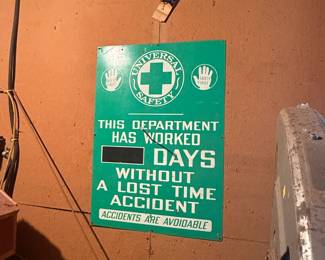 UNIVERSAL
SAFETY
THIS DEPARTMENT
HAS WORKED
DAYS
WITHOUT
A LOST TIME
ACCIDENT
ACCIDENTS ARE AVOIDABLE